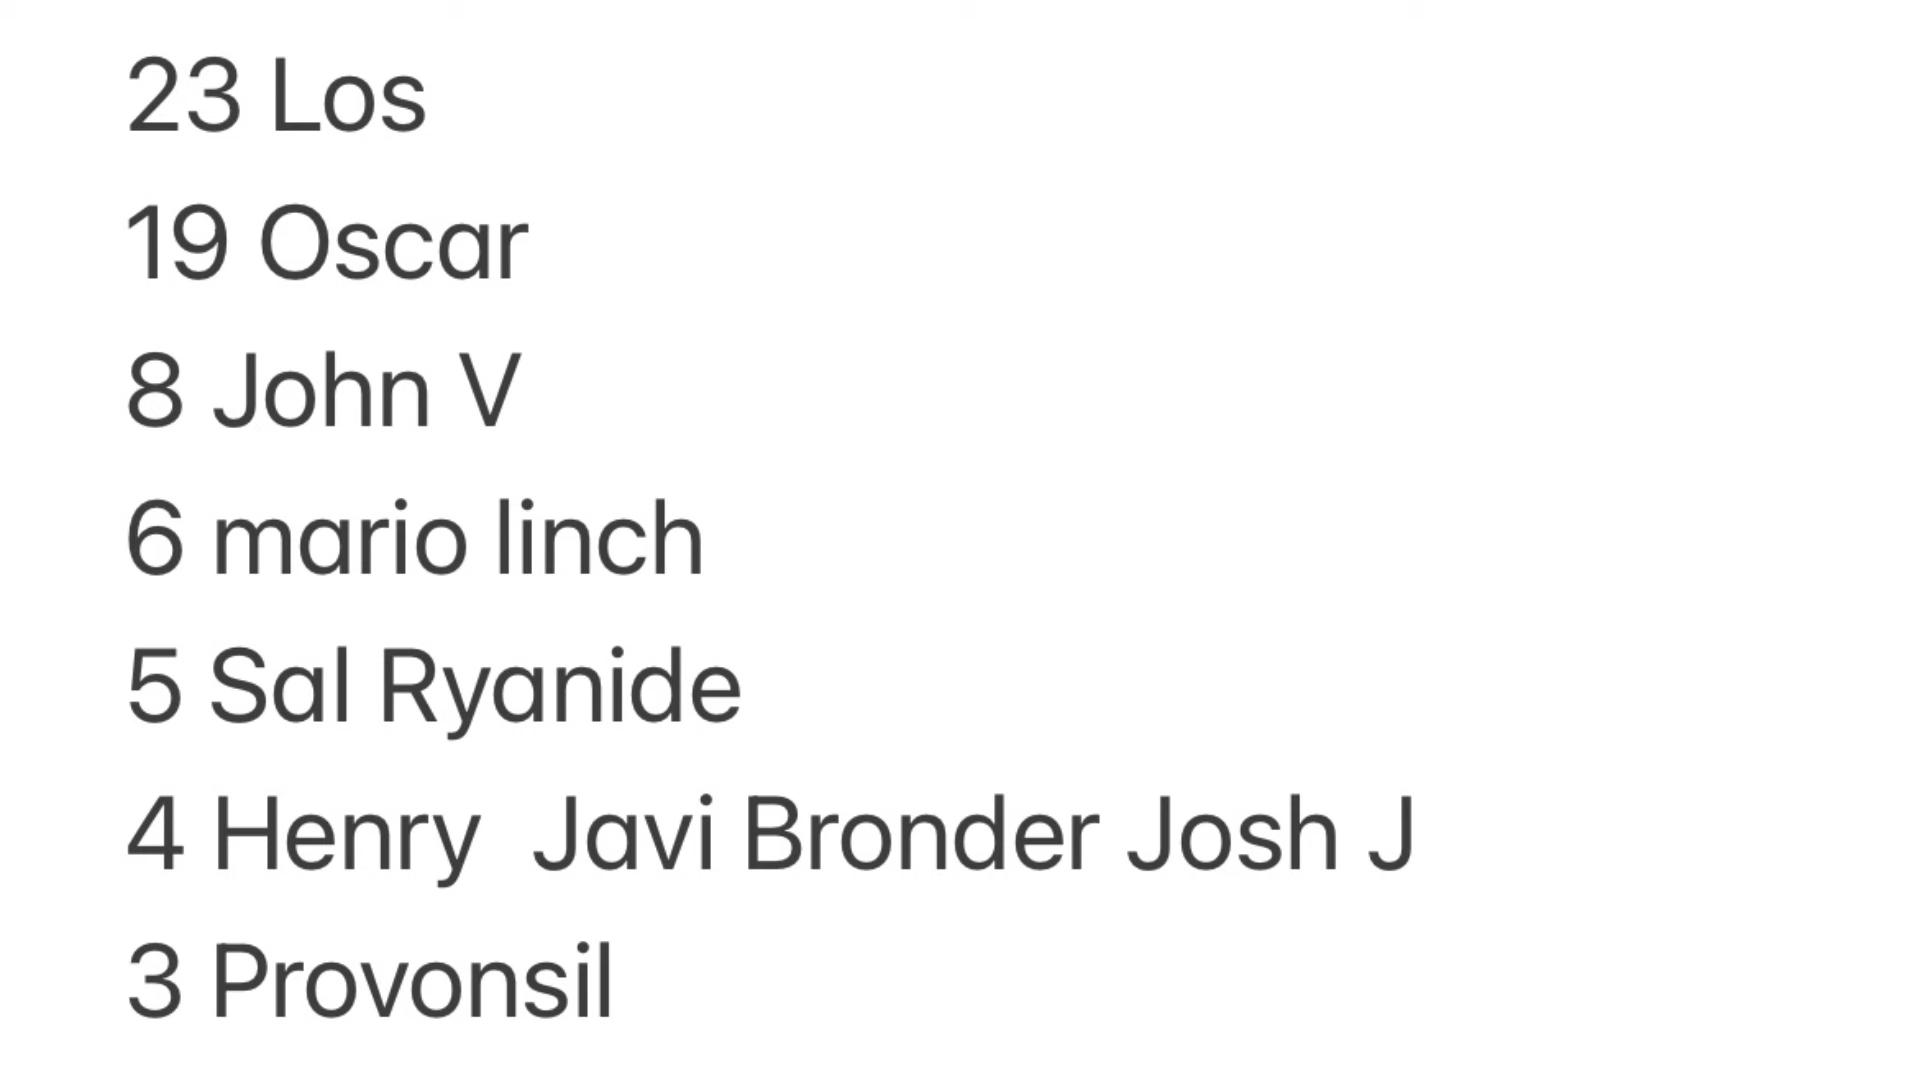 23 Los
19 Oscar
8 John V
6 mario linch
5 Sal Ryanide
4 Henry  Javi Bronder Josh J
3 Provonsil